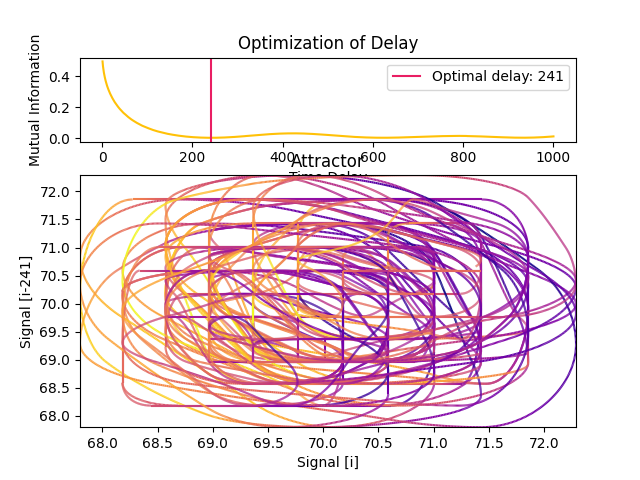 Optimization of Delay
Mutual Information
0.4
0.2
0.0
Optimal delay: 241
0 200 400 600 800 1000
Time Delay
Attractor
Signal [i-241]
72.0
71.5
71.0
70.5
70.0
69.5
69.0
68.5
68.0
68.0 68.5 69.0 69.5 70.0 70.5 71.0 71.5 72.0
Signal [i]